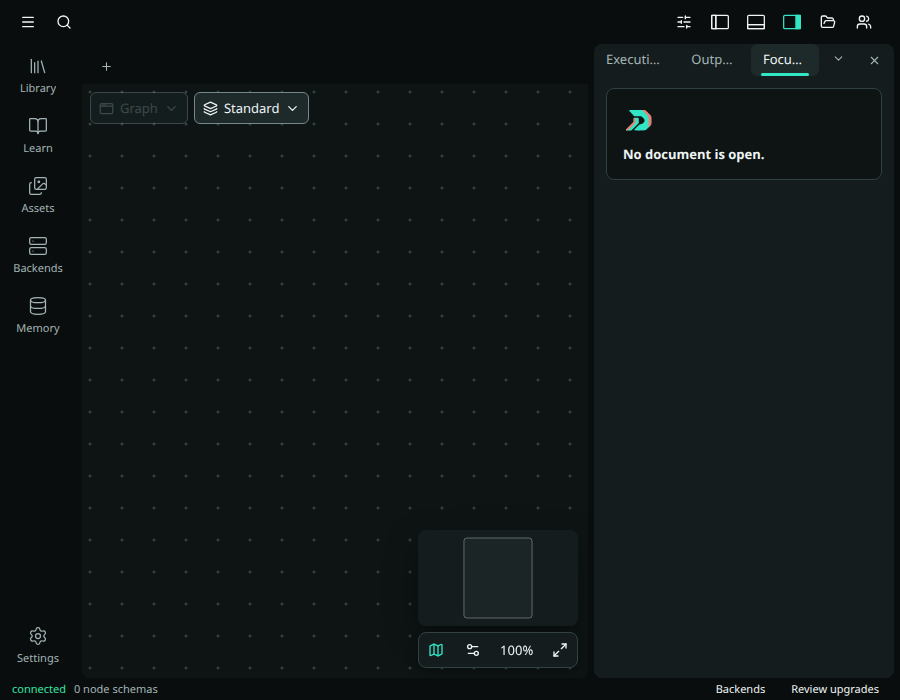 Library
Learn
Assets
Backends
Memory
Settings
Graph
Standard
100%
Executi...
Outp...
Focu...
No document is open.
connected
0 node schemas
Backends
Review upgrades